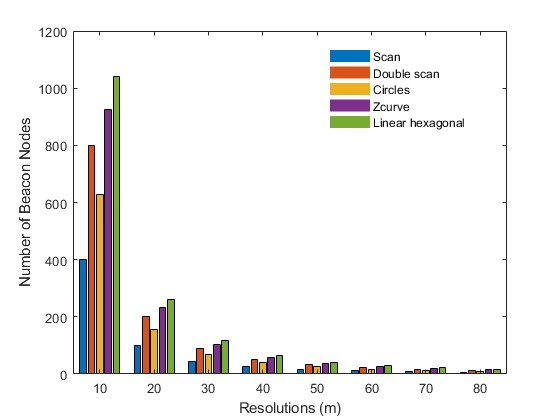 1200
1000
800
600
400
200
0
Number of Beacon Nodes
Scan
Double scan
Circles
Zcurve
Linear hexagonal
10 20 30 40 50 60 70 80
Resolutions (m)